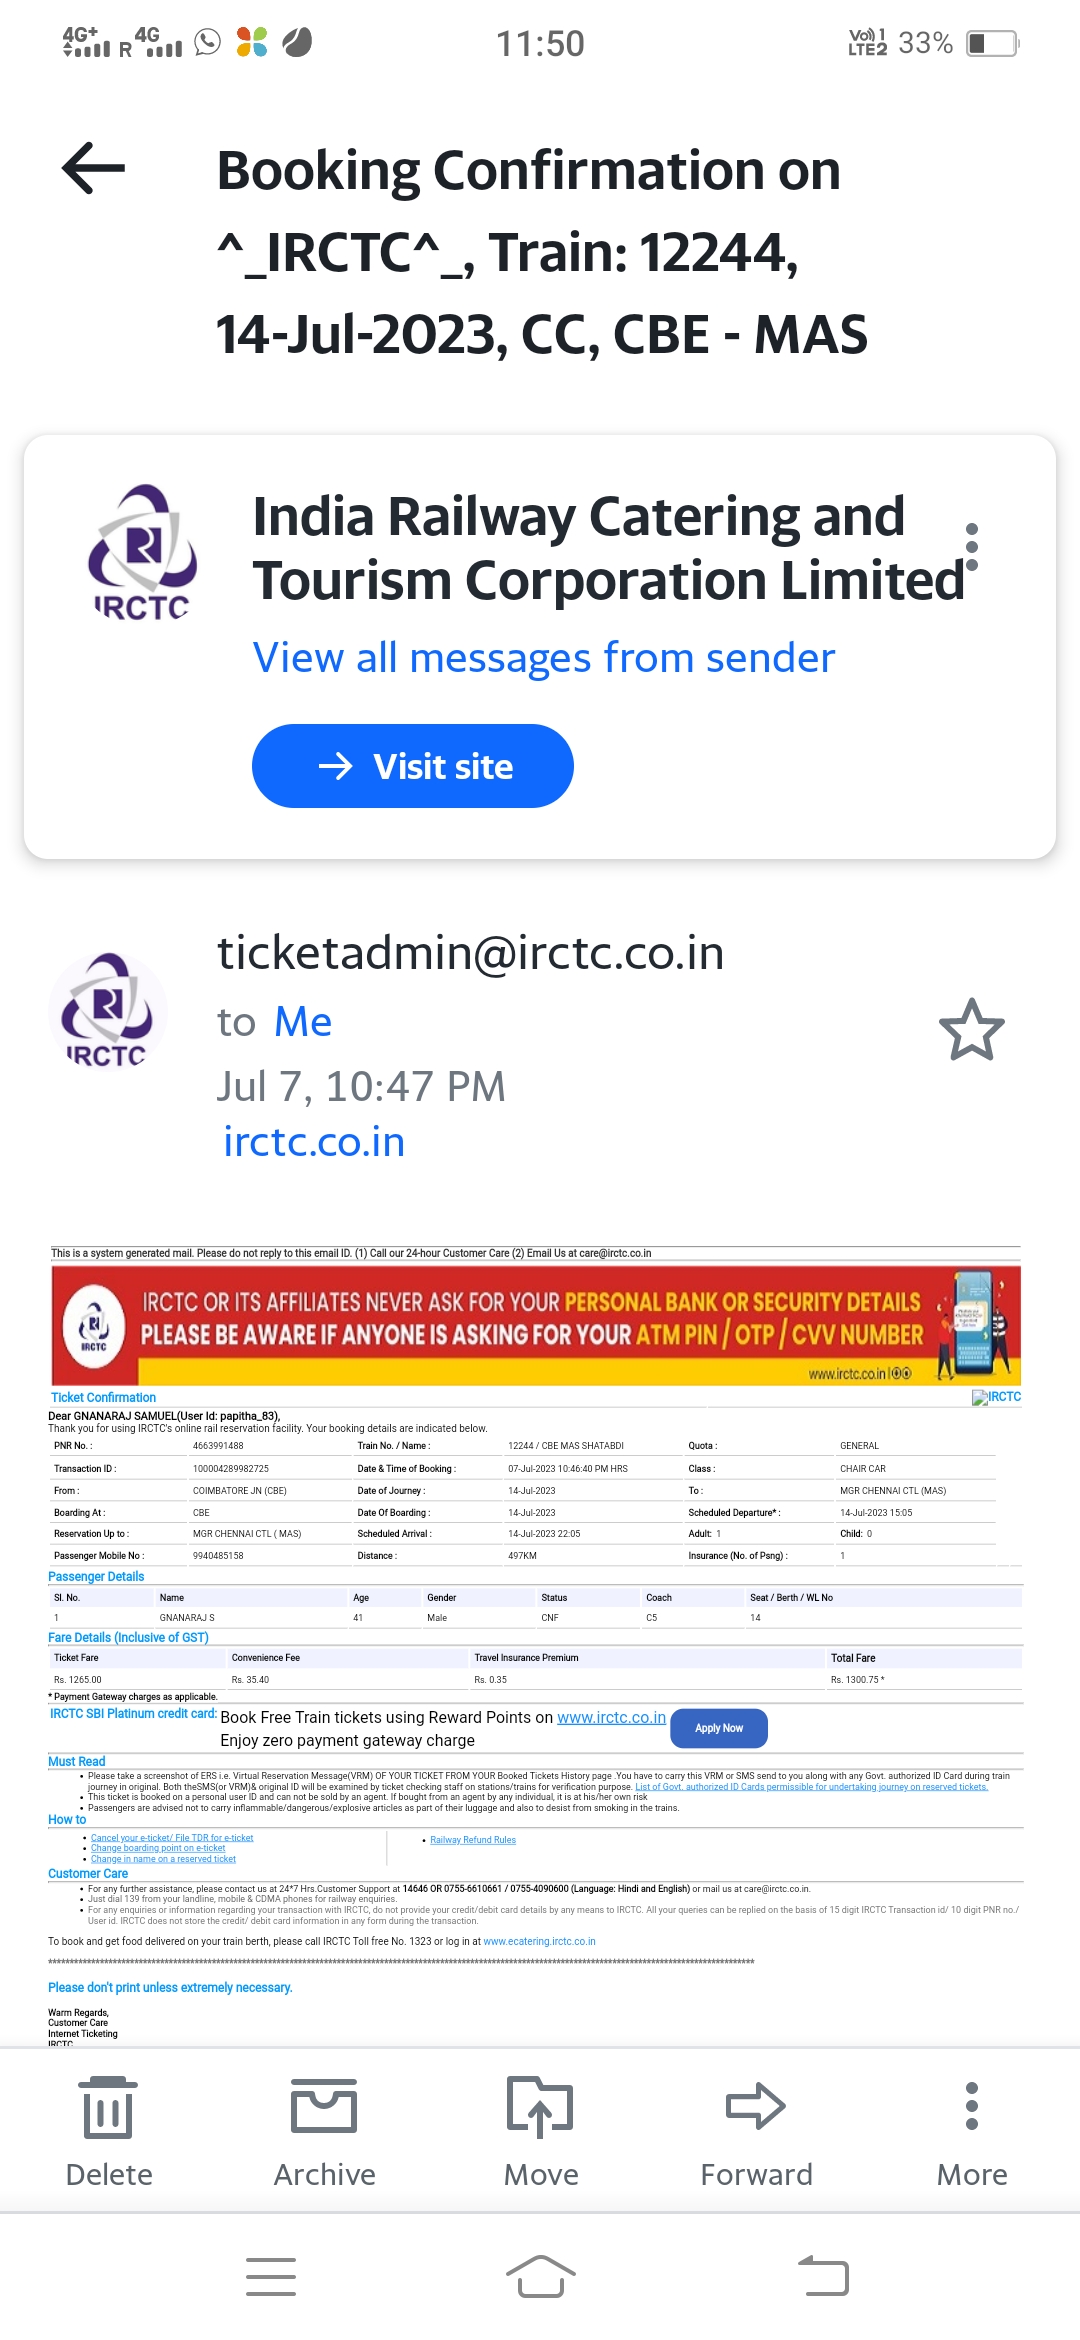 4G+ R 4G 11:50 Vo)) 1 LTE2 33%
Booking Confirmation on
^_IRCTC^_, Train: 12244,
14-Jul-2023, CC, CBE - MAS
IRCTC
India Railway Catering and
Tourism Corporation Limited
View all messages from sender
Visit site
IRCTC
ticketadmin@irctc.co.in
to Me
Jul 7, 10:47 PM
irctc.co.in
This is a system generated mail. Please do not reply to this email ID. (1) Call our 24-hour Customer Care (2) Email Us at care@irctc.co.in
IRCTC
IRCTC OR ITS AFFILIATES NEVER ASK FOR YOUR PERSONAL BANK OR SECURITY DETAILS
PLEASE BE AWARE IF ANYONE IS ASKING FOR YOUR ATM PIN / OTP / CVV NUMBER
www.irctc.co.in
Ticket Confirmation IRCTC
Dear GNANARAJ SAMUEL(User Id: papitha_83),
Thank you for using IRCTC's online rail reservation facility. Your booking details are indicated below.
PNR No. : 4663991488 Train No. / Name : 12244 / CBE MAS SHATABDI Quota : GENERAL
Transaction ID : 100004289982725 Date & Time of Booking : 07-Jul-2023 10:46:40 PM HRS Class : CHAIR CAR
From : COIMBATORE JN (CBE) Date of Journey : 14-Jul-2023 To : MGR CHENNAI CTL (MAS)
Boarding At : CBE Date Of Boarding : 14-Jul-2023 Scheduled Departure* : 14-Jul-2023 15:05
Reservation Up to : MGR CHENNAI CTL ( MAS) Scheduled Arrival : 14-Jul-2023 22:05 Adult: 1 Child: 0
Passenger Mobile No : 9940485158 Distance : 497KM Insurance (No. of Psng) : 1
Passenger Details
Sl. No. Name Age Gender Status Coach Seat / Berth / WL No
1 GNANARAJ S 41 Male CNF C5 14
Fare Details (Inclusive of GST)
Ticket Fare Convenience Fee Travel Insurance Premium Total Fare
Rs. 1265.00 Rs. 35.40 Rs. 0.35 Rs. 1300.75 *
* Payment Gateway charges as applicable.
IRCTC SBI Platinum credit card: Book Free Train tickets using Reward Points on www.irctc.co.in Apply Now
Enjoy zero payment gateway charge
Must Read
• Please take a screenshot of ERS i.e. Virtual Reservation Message(VRM) OF YOUR TICKET FROM YOUR Booked Tickets History page .You have to carry this VRM or SMS send to you along with any Govt. authorized ID Card during train
journey in original. Both theSMS(or VRM)& original ID will be examined by ticket checking staff on stations/trains for verification purpose. List of Govt. authorized ID Cards permissible for undertaking journey on reserved tickets.
• This ticket is booked on a personal user ID and can not be sold by an agent. If bought from an agent by any individual, it is at his/her own risk
• Passengers are advised not to carry inflammable/dangerous/explosive articles as part of their luggage and also to desist from smoking in the trains.
How to
• Cancel your e-ticket/ File TDR for e-ticket • Railway Refund Rules
• Change boarding point on e-ticket
• Change in name on a reserved ticket
Customer Care
• For any further assistance, please contact us at 24*7 Hrs.Customer Support at 14646 OR 0755-6610661 / 0755-4090600 (Language: Hindi and English) or mail us at care@irctc.co.in.
• Just dial 139 from your landline, mobile & CDMA phones for railway enquiries.
• For any enquiries or information regarding your transaction with IRCTC, do not provide your credit/debit card details by any means to IRCTC. All your queries can be replied on the basis of 15 digit IRCTC Transaction id/ 10 digit PNR no./
User id. IRCTC does not store the credit/ debit card information in any form during the transaction.
To book and get food delivered on your train berth, please call IRCTC Toll free No. 1323 or log in at www.ecatering.irctc.co.in
Please don't print unless extremely necessary.
Warm Regards,
Customer Care
Internet Ticketing
IRCTC
Delete Archive Move Forward More